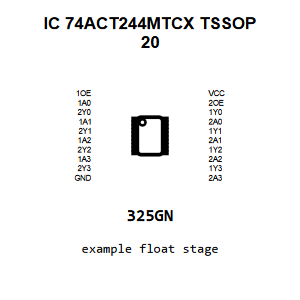 IC 74ACT244MTCX TSSOP
20
1OE VCC
1A0 2OE
2Y0 1Y0
1A1 2A0
2Y1 1Y1
1A2 2A1
2Y2 1Y2
1A3 2A2
2Y3 1Y3
GND 2A3
325GN
example float stage